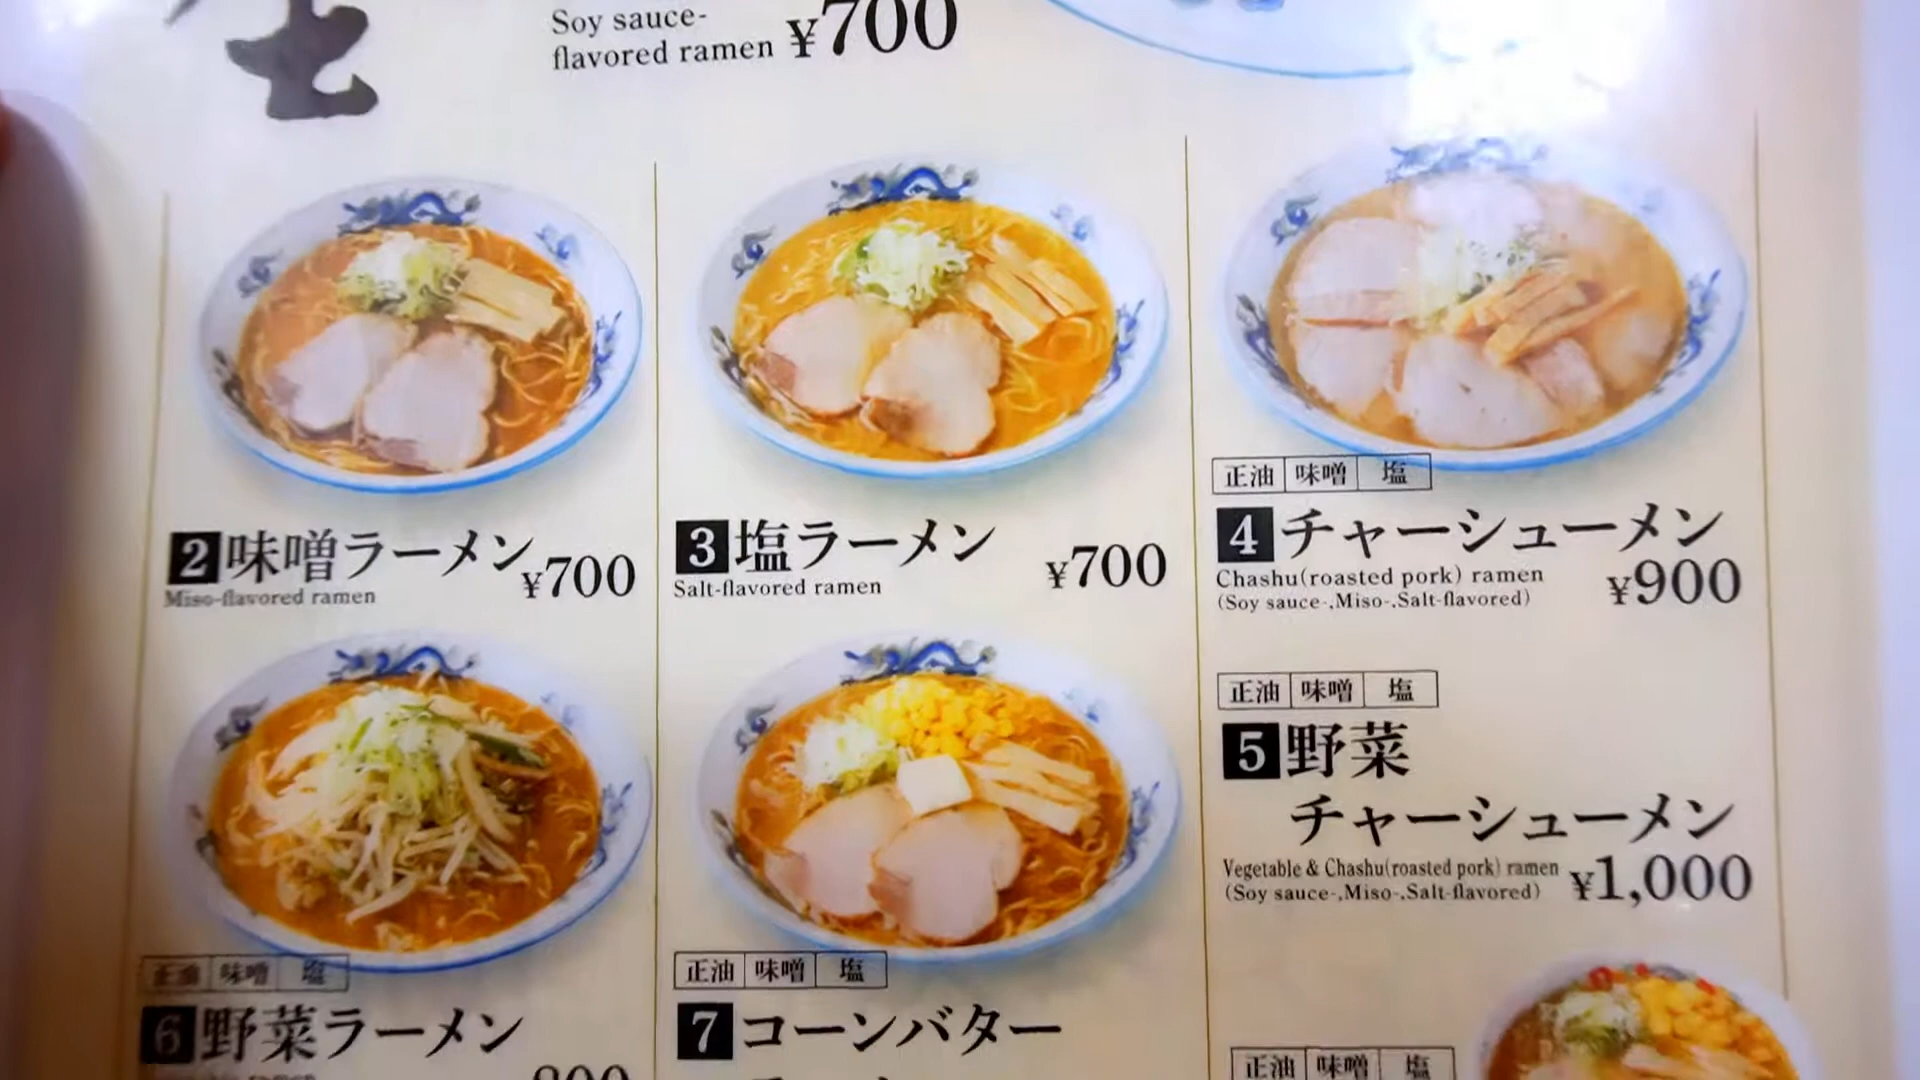 Soy sauce-
flavored ramen ¥700
2 味噌ラーメン ¥700
Miso-flavored ramen
3 塩ラーメン ¥700
Salt-flavored ramen
正油 味噌 塩
4 チャーシューメン
Chashu(roasted pork) ramen ¥900
(Soy sauce-,Miso-,Salt-flavored)
正油 味噌 塩
5 野菜
チャーシューメン
Vegetable & Chashu(roasted pork) ramen ¥1,000
(Soy sauce-,Miso-,Salt-flavored)
正油 味噌 塩
6 野菜ラーメン
正油 味噌 塩
7 コーンバター
正油 味噌 塩